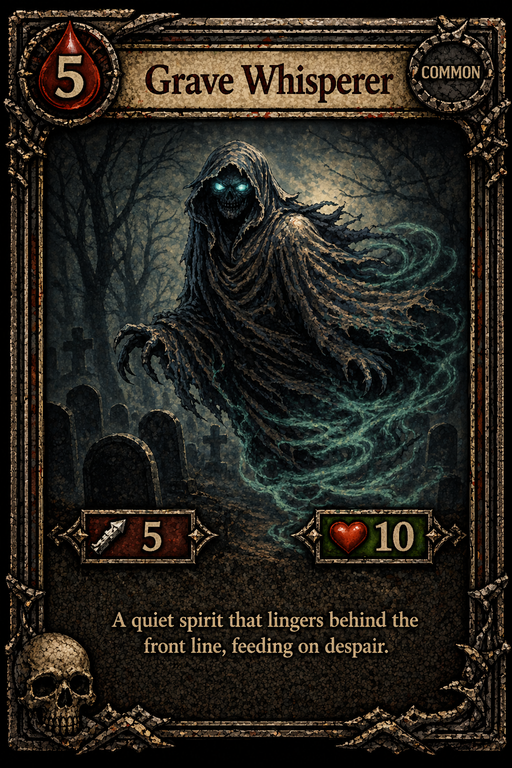 5
Grave Whisperer
COMMON
5
10
A quiet spirit that lingers behind the
front line, feeding on despair.